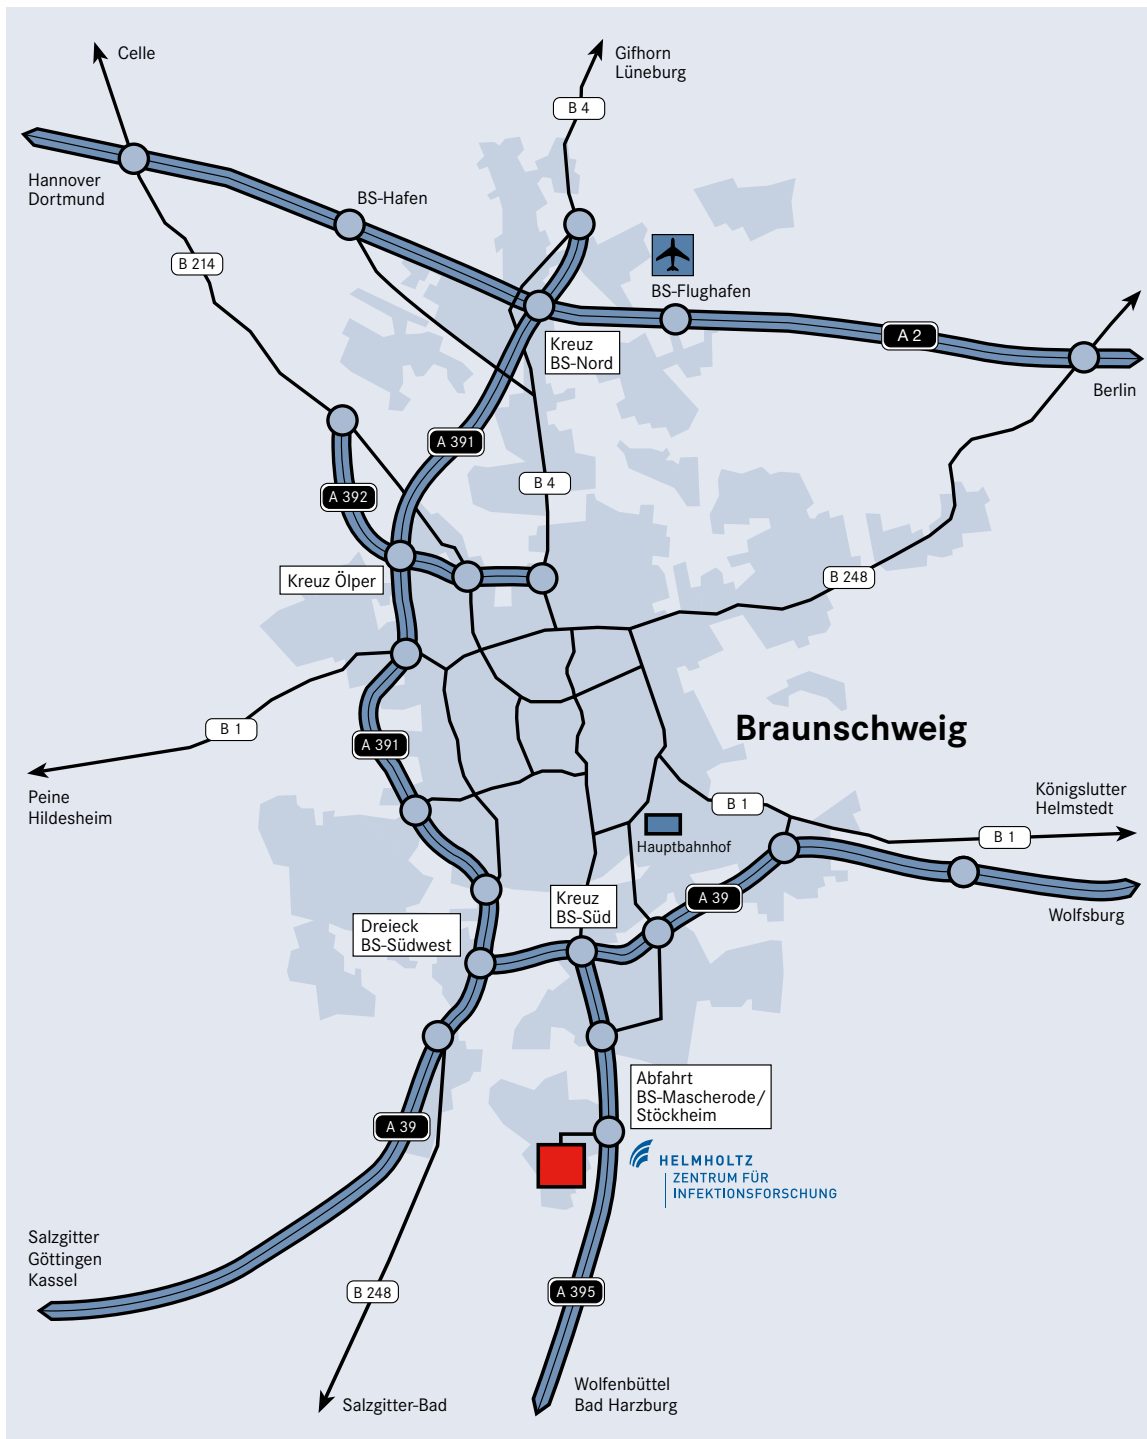 Celle
Gifhorn
Lüneburg
B 4
Hannover
Dortmund
BS-Hafen
B 214
BS-Flughafen
A 2
Kreuz
BS-Nord
Berlin
A 391
A 392
B 4
Kreuz Ölper
B 248
B 1
Braunschweig
A 391
Peine
Hildesheim
Königslutter
Helmstedt
B 1
B 1
Hauptbahnhof
A 39
Kreuz
BS-Süd
Wolfsburg
Dreieck
BS-Südwest
Abfahrt
BS-Mascherode/
Stöckheim
A 39
HELMHOLTZ
ZENTRUM FÜR
INFEKTIONSFORSCHUNG
Salzgitter
Göttingen
Kassel
B 248
A 395
Salzgitter-Bad
Wolfenbüttel
Bad Harzburg